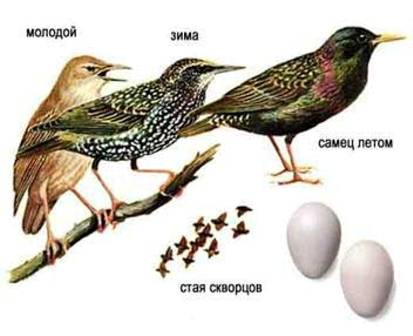 молодой
зима
самец летом
стая скворцов